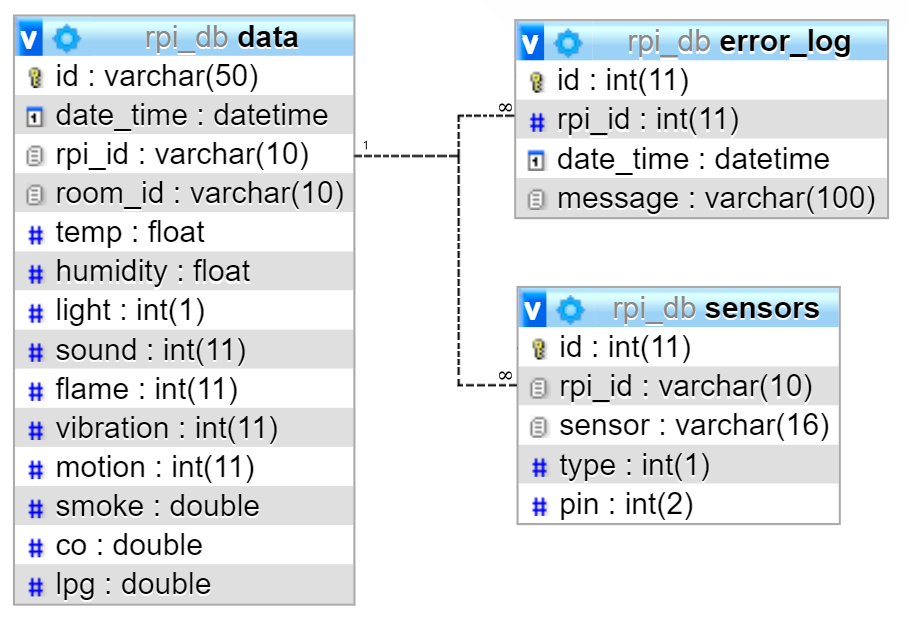 v rpi_db data
id : varchar(50)
1 date_time : datetime
rpi_id : varchar(10)
room_id : varchar(10)
# temp : float
# humidity : float
# light : int(1)
# sound : int(11)
# flame : int(11)
# vibration : int(11)
# motion : int(11)
# smoke : double
# co : double
# lpg : double
1
∞
∞
v rpi_db error_log
id : int(11)
# rpi_id : int(11)
1 date_time : datetime
message : varchar(100)
v rpi_db sensors
id : int(11)
rpi_id : varchar(10)
sensor : varchar(16)
# type : int(1)
# pin : int(2)